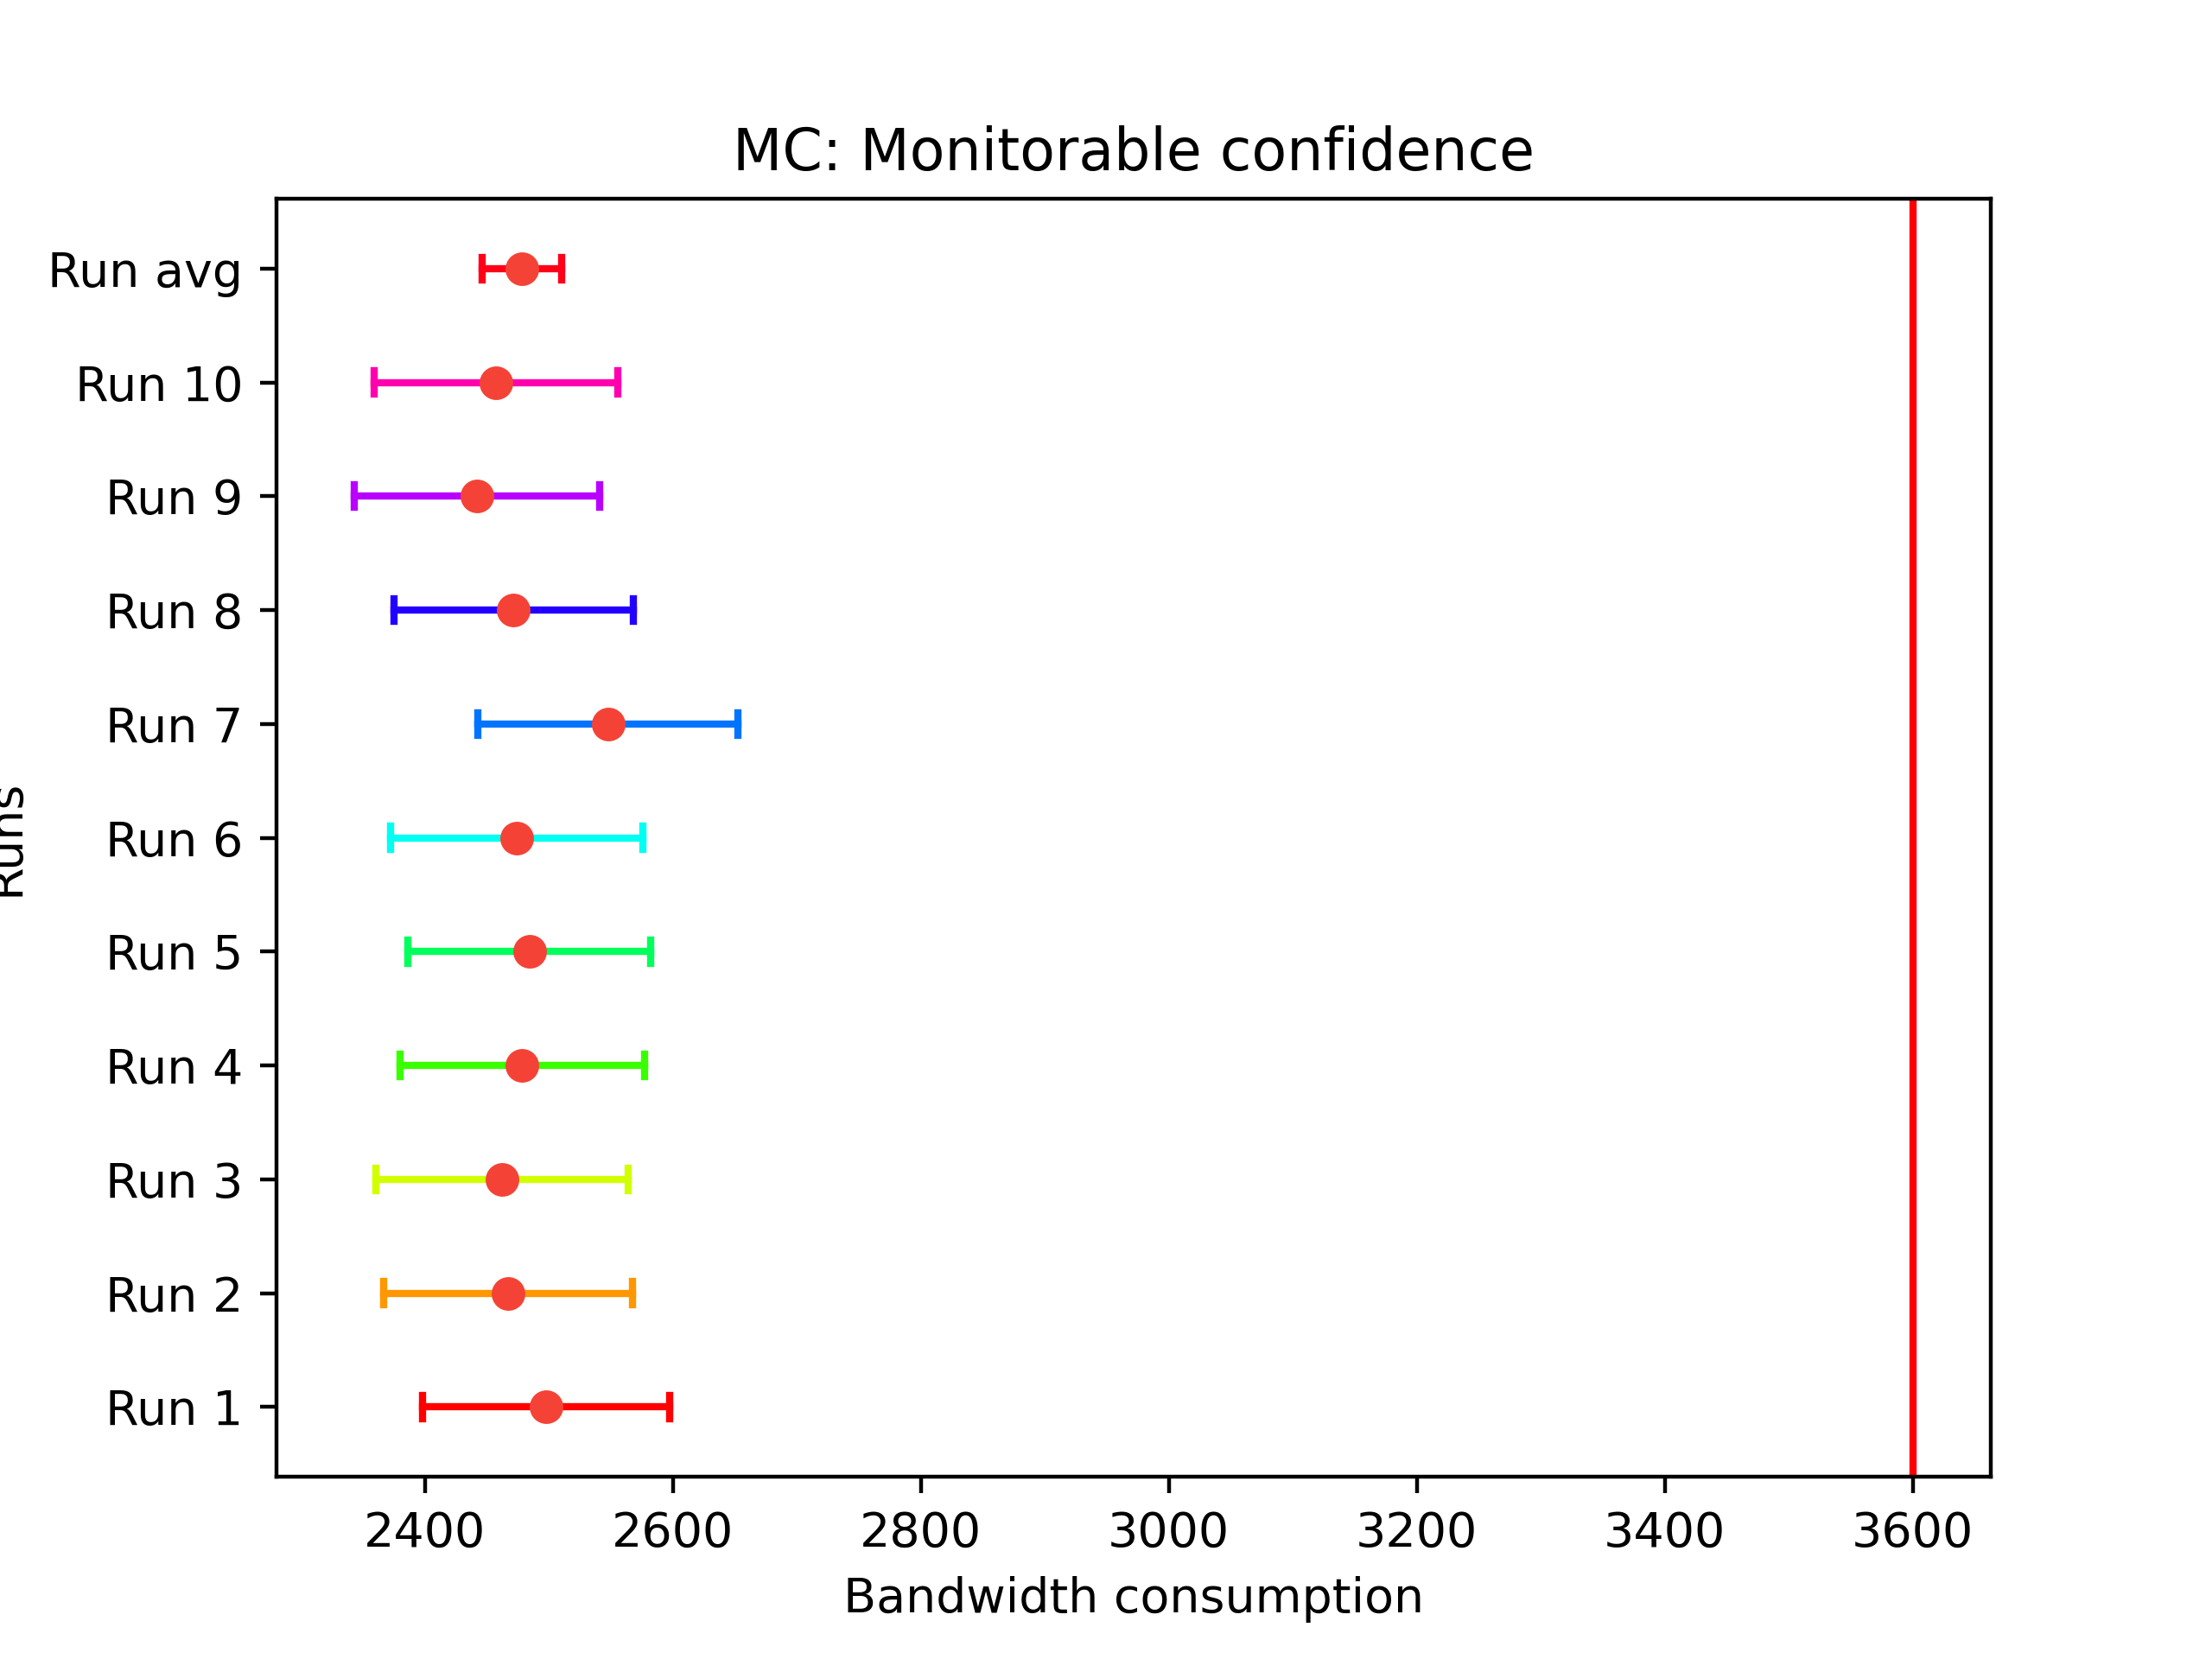 MC: Monitorable confidence
Run avg
Run 10
Run 9
Run 8
Run 7
Run 6
Run 5
Run 4
Run 3
Run 2
Run 1
Runs
2400 2600 2800 3000 3200 3400 3600
Bandwidth consumption